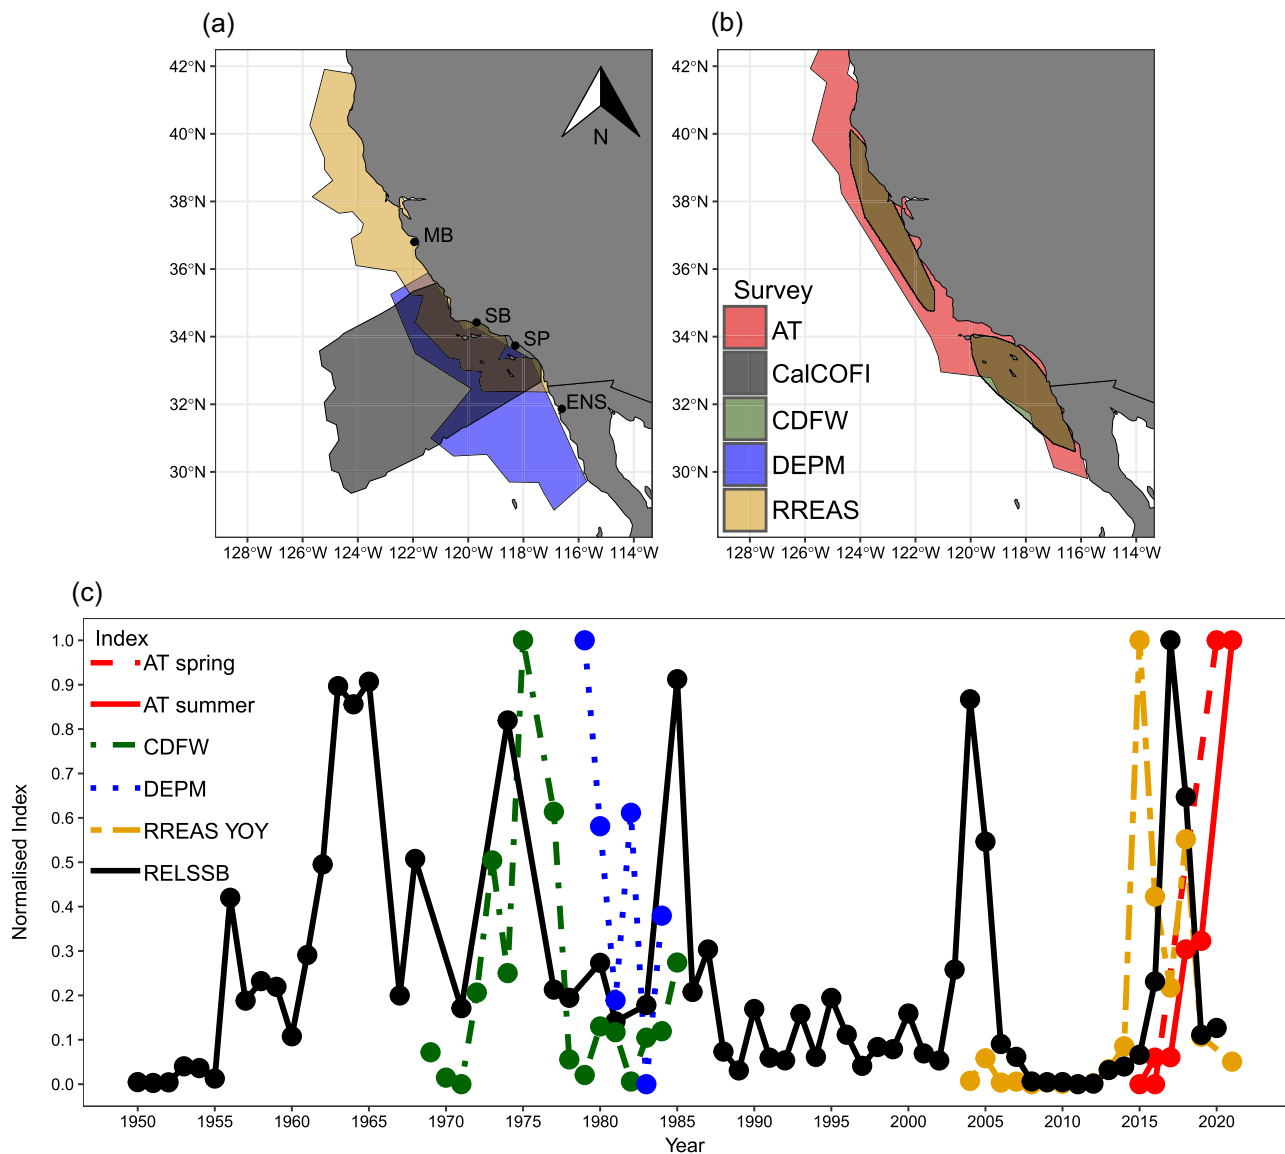 (a)
(b)
42°N
40°N
38°N
36°N
34°N
32°N
30°N
N
MB
SB
SP
ENS
128°W 126°W 124°W 122°W 120°W 118°W 116°W 114°W
42°N
40°N
38°N
36°N
34°N
32°N
30°N
Survey
AT
CalCOFI
CDFW
DEPM
RREAS
128°W 126°W 124°W 122°W 120°W 118°W 116°W 114°W
(c)
Normalised Index
1.0
0.9
0.8
0.7
0.6
0.5
0.4
0.3
0.2
0.1
0.0
Index
AT spring
AT summer
CDFW
DEPM
RREAS YOY
RELSSB
1950 1955 1960 1965 1970 1975 1980 1985 1990 1995 2000 2005 2010 2015 2020
Year